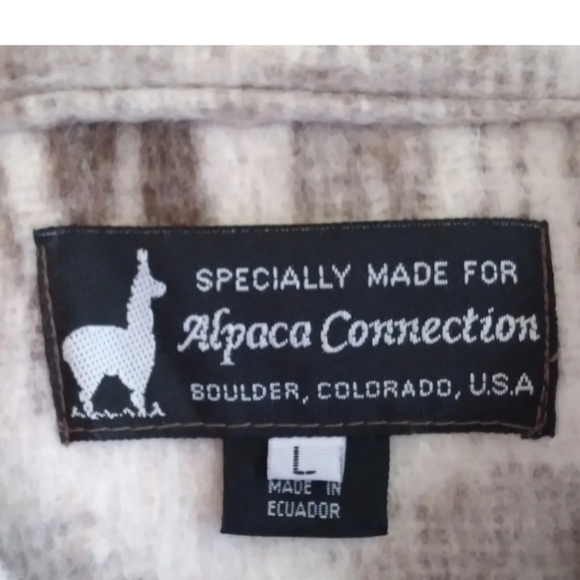 SPECIALLY MADE FOR
Alpaca Connection
BOULDER, COLORADO, U.S.A
L
MADE IN
ECUADOR